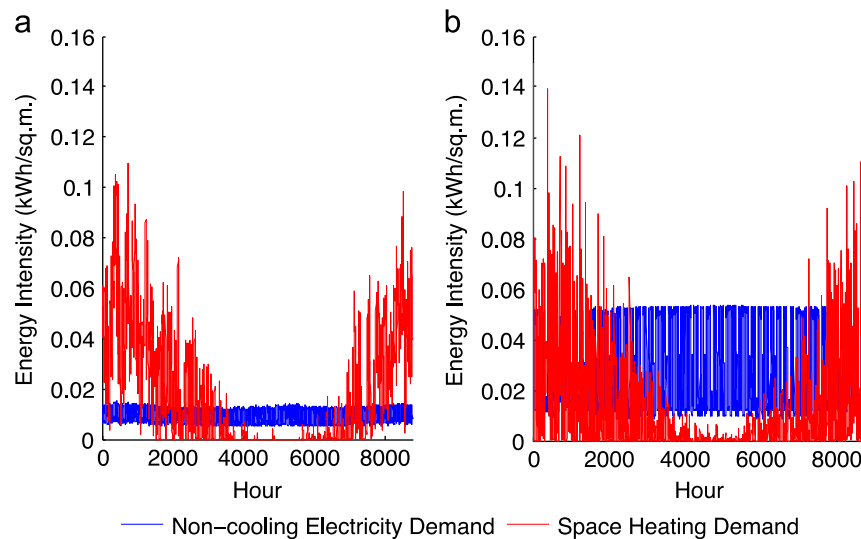 a
0.16
0.14
0.12
0.1
0.08
0.06
0.04
0.02
0
Energy Intensity (kWh/sq.m.)
0 2000 4000 6000 8000
Hour
b
0.16
0.14
0.12
0.1
0.08
0.06
0.04
0.02
0
Energy Intensity (kWh/sq.m.)
0 2000 4000 6000 8000
Hour
Non-cooling Electricity Demand Space Heating Demand